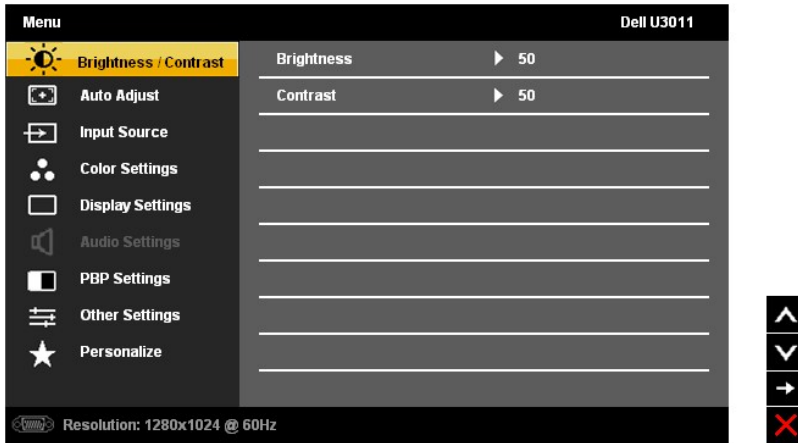 Menu Dell U3011
Brightness / Contrast Brightness 50
Auto Adjust Contrast 50
Input Source
Color Settings
Display Settings
Audio Settings
PBP Settings
Other Settings
Personalize
Resolution: 1280x1024 @ 60Hz